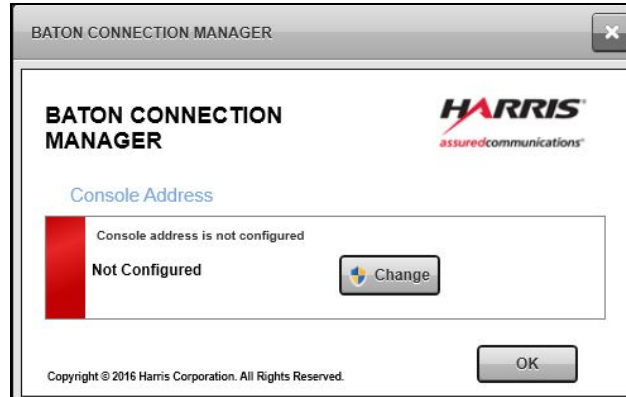 BATON CONNECTION MANAGER
BATON CONNECTION
MANAGER
HARRIS®
assuredcommunications®
Console Address
Console address is not configured
Not Configured
Change
OK
Copyright © 2016 Harris Corporation. All Rights Reserved.